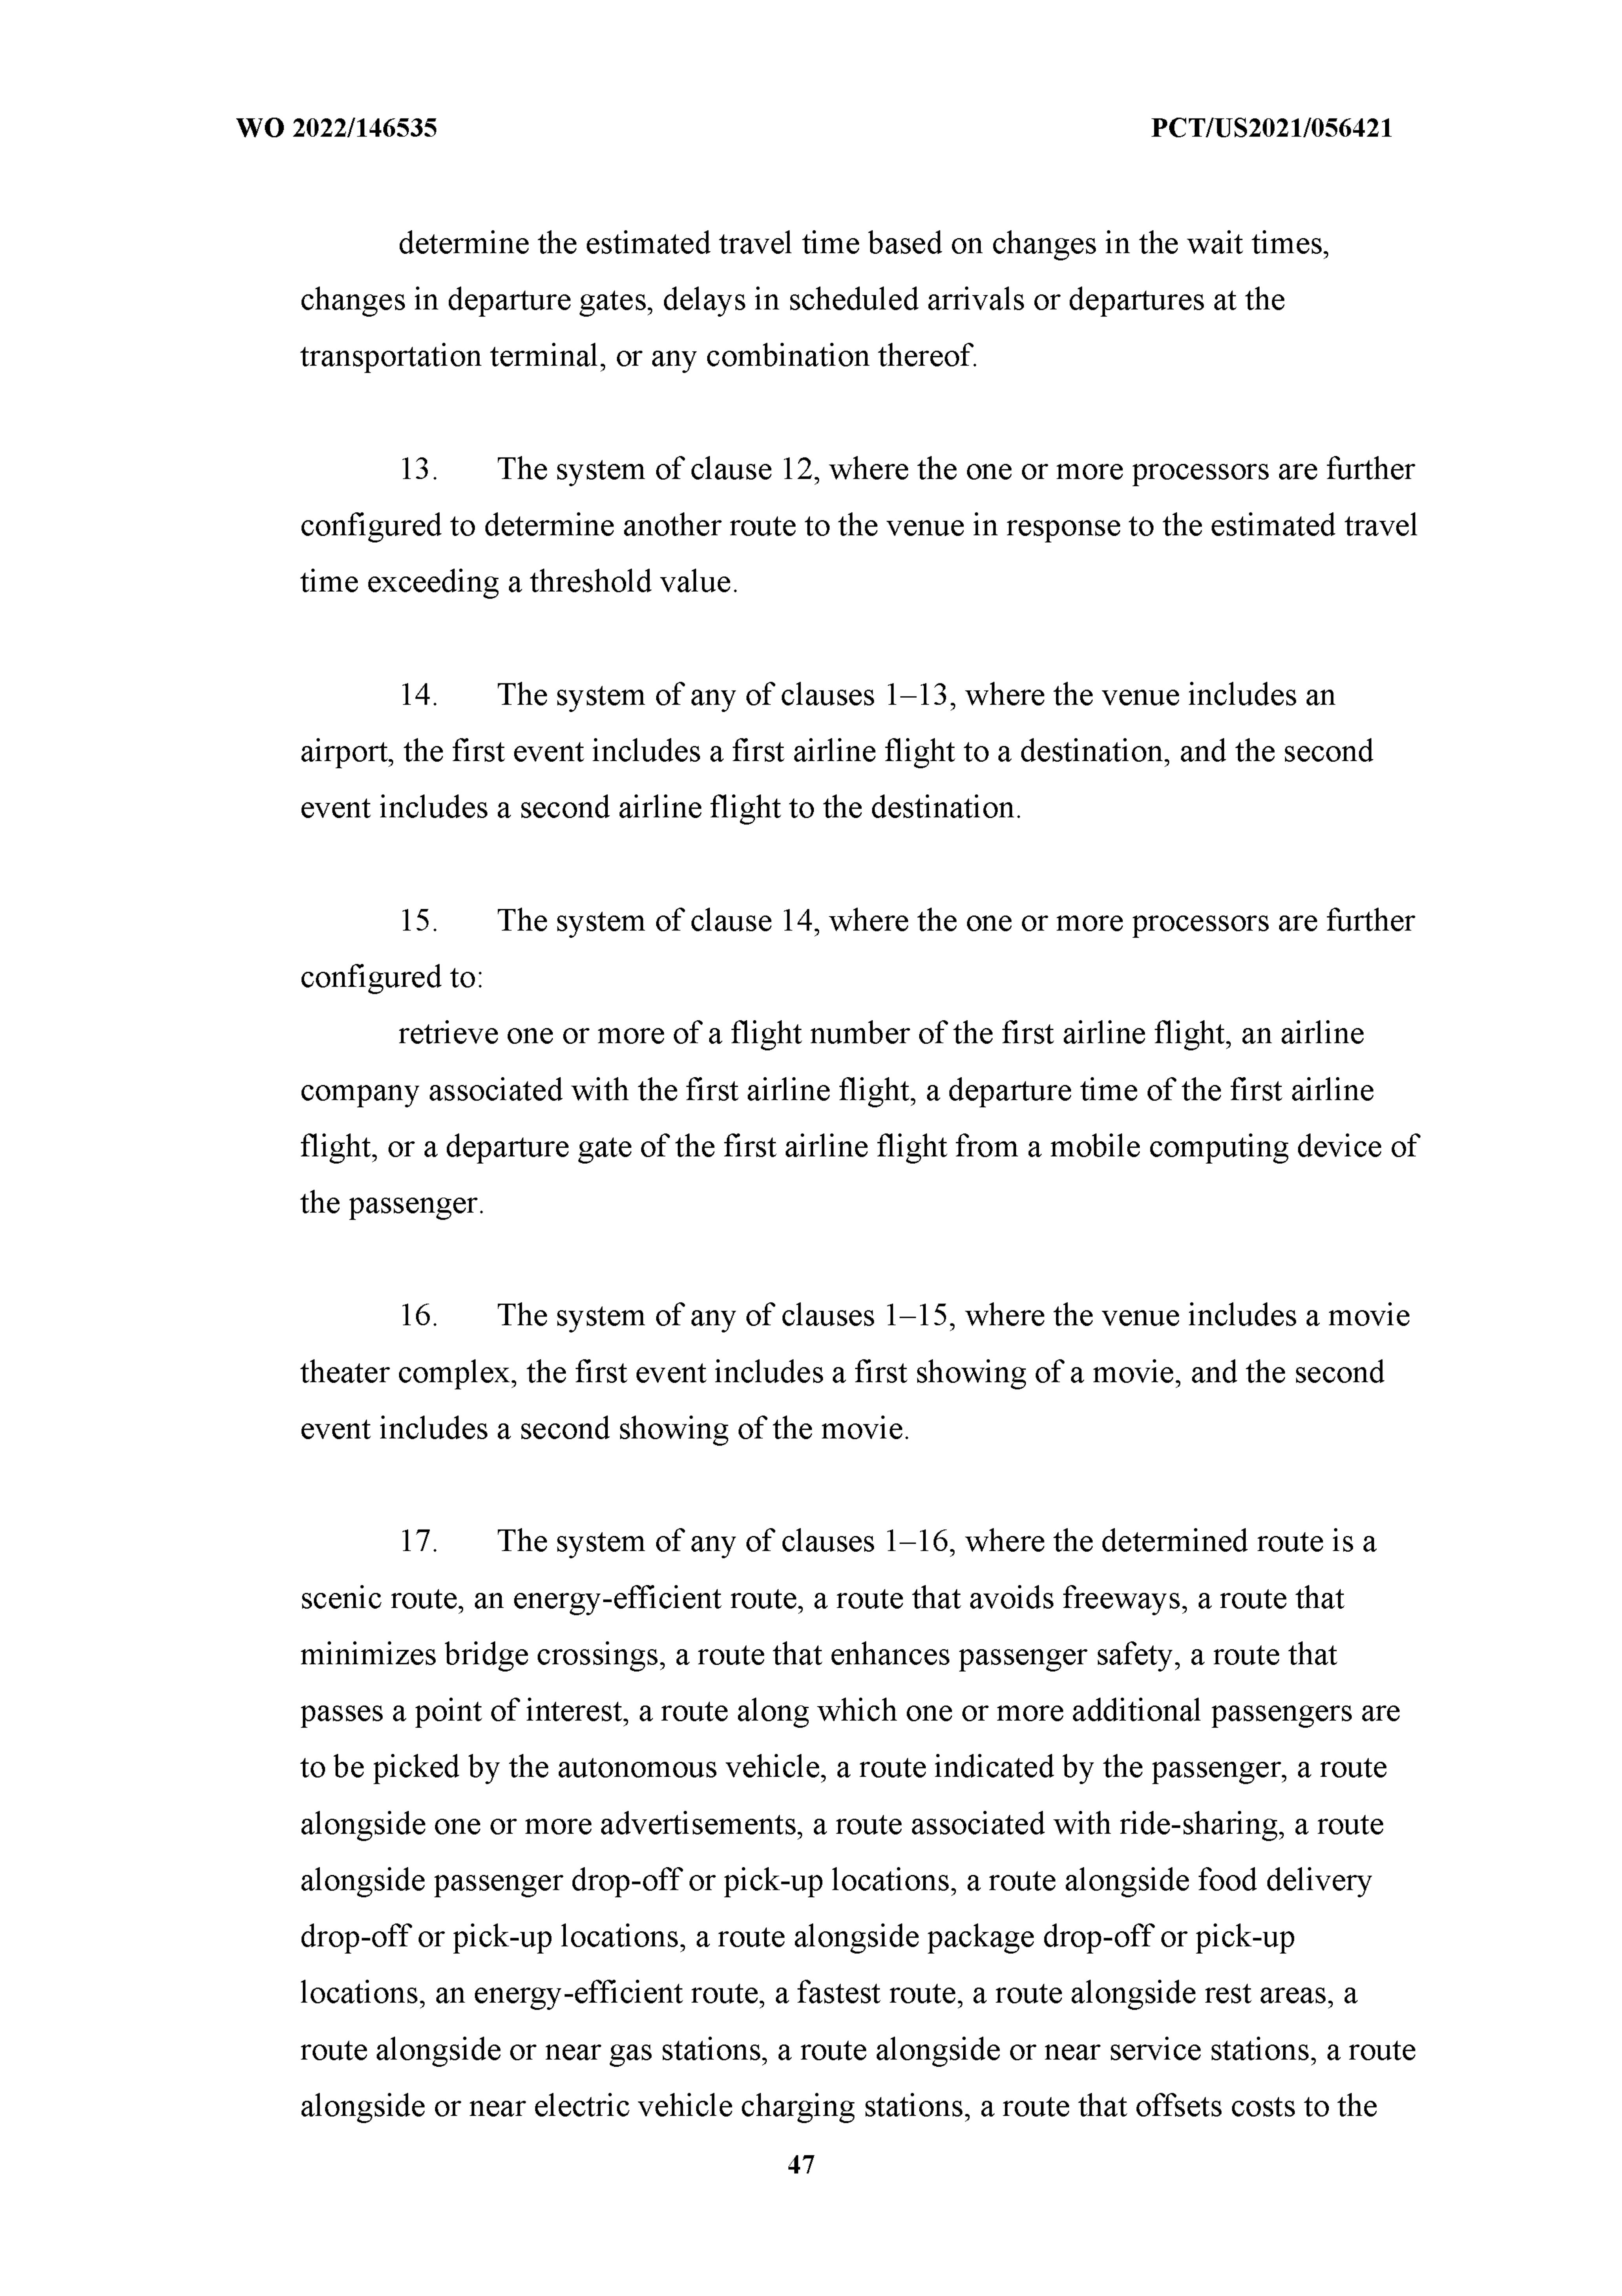 WO 2022/146535 PCT/US2021/056421
determine the estimated travel time based on changes in the wait times,
changes in departure gates, delays in scheduled arrivals or departures at the
transportation terminal, or any combination thereof.
13. The system of clause 12, where the one or more processors are further
configured to determine another route to the venue in response to the estimated travel
time exceeding a threshold value.
14. The system of any of clauses 1–13, where the venue includes an
airport, the first event includes a first airline flight to a destination, and the second
event includes a second airline flight to the destination.
15. The system of clause 14, where the one or more processors are further
configured to:
retrieve one or more of a flight number of the first airline flight, an airline
company associated with the first airline flight, a departure time of the first airline
flight, or a departure gate of the first airline flight from a mobile computing device of
the passenger.
16. The system of any of clauses 1–15, where the venue includes a movie
theater complex, the first event includes a first showing of a movie, and the second
event includes a second showing of the movie.
17. The system of any of clauses 1–16, where the determined route is a
scenic route, an energy-efficient route, a route that avoids freeways, a route that
minimizes bridge crossings, a route that enhances passenger safety, a route that
passes a point of interest, a route along which one or more additional passengers are
to be picked by the autonomous vehicle, a route indicated by the passenger, a route
alongside one or more advertisements, a route associated with ride-sharing, a route
alongside passenger drop-off or pick-up locations, a route alongside food delivery
drop-off or pick-up locations, a route alongside package drop-off or pick-up
locations, an energy-efficient route, a fastest route, a route alongside rest areas, a
route alongside or near gas stations, a route alongside or near service stations, a route
alongside or near electric vehicle charging stations, a route that offsets costs to the
47